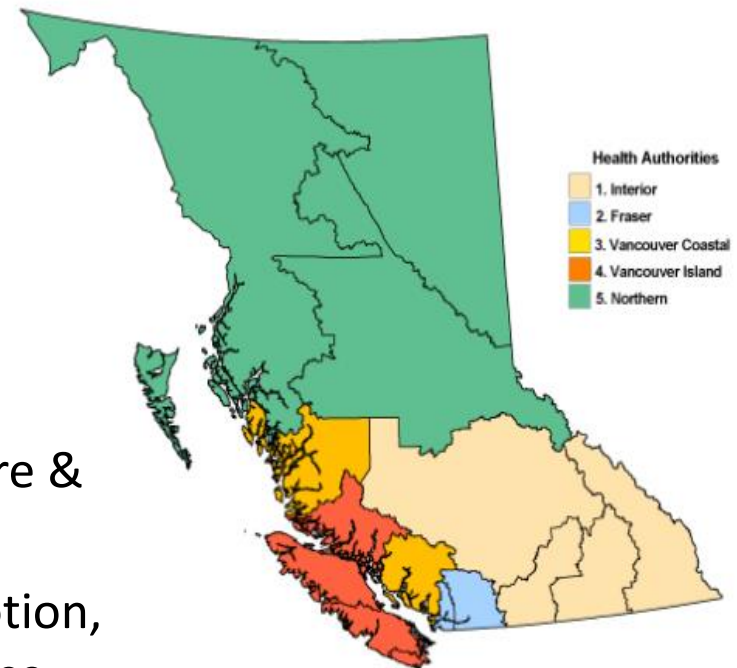 Health Authorities
1. Interior
2. Fraser
3. Vancouver Coastal
4. Vancouver Island
5. Northern
re &
tion,